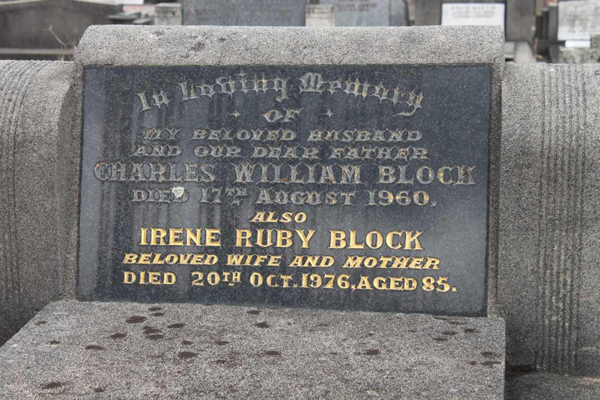 In Loving Memory
OF
MY BELOVED HUSBAND
AND OUR DEAR FATHER
CHARLES WILLIAM BLOCK
DIED 17TH AUGUST 1960.
ALSO
IRENE RUBY BLOCK
BELOVED WIFE AND MOTHER
DIED 20TH OCT. 1976, AGED 85.